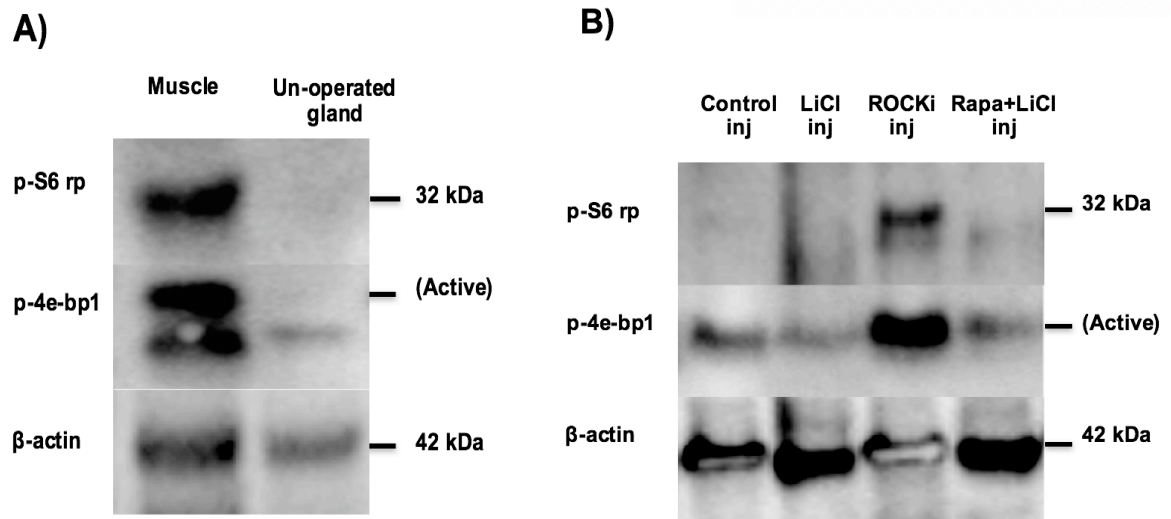 A)
Muscle
Un-operated
gland
p-S6 rp
32 kDa
p-4e-bp1
(Active)
β-actin
42 kDa
B)
Control
inj
LiCl
inj
ROCKi
inj
Rapa+LiCl
inj
p-S6 rp
32 kDa
p-4e-bp1
(Active)
β-actin
42 kDa